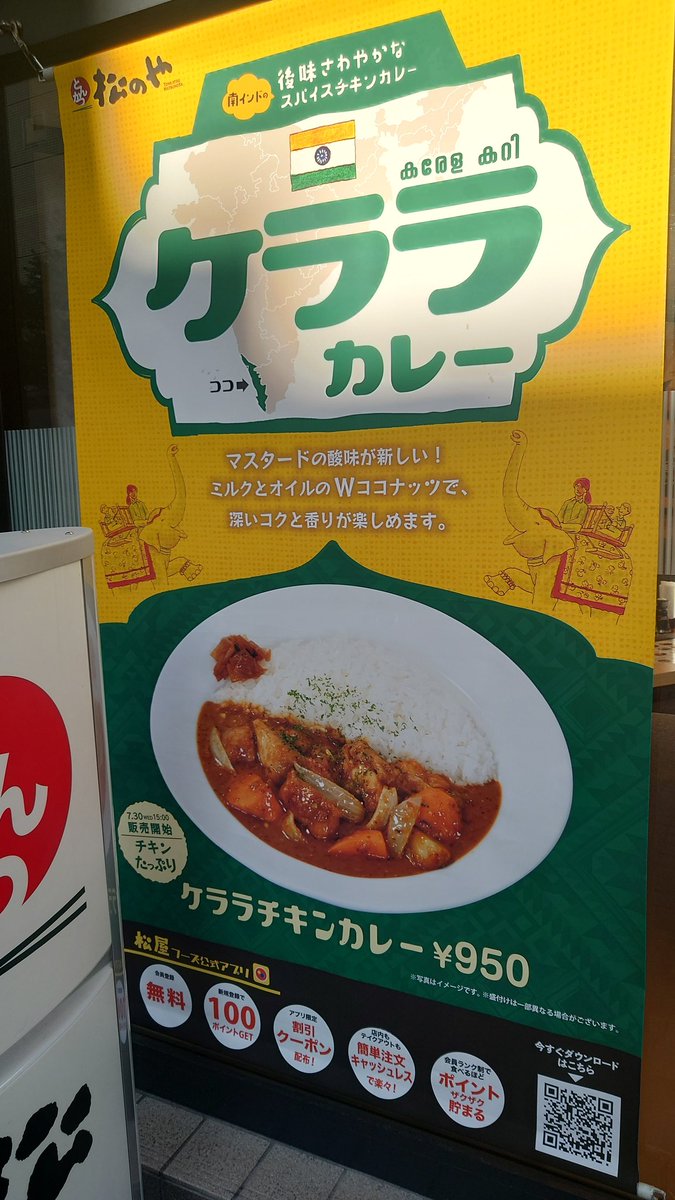 とんかつ 松のや
後味さわやかな
南インドの スパイスチキンカレー
കരേള കറി
ケララ
カレー
ココ➡
マスタードの酸味が新しい！
ミルクとオイルのWココナッツで、
深いコクと香りが楽しめます。
7.30 WED 15:00
販売開始
チキン
たっぷり
ケララチキンカレー ¥950
※写真はイメージです。※盛付けは一部異なる場合がございます。
松屋フーズ公式アプリ
会員登録
無料
新規登録で
100
ポイントGET
アプリ限定
割引
クーポン
配布！
店内も
テイクアウトも
簡単注文
キャッシュレス
で楽々！
会員ランク制で
食べるほど
ポイント
ザクザク
貯まる
今すぐダウンロード
はこちら